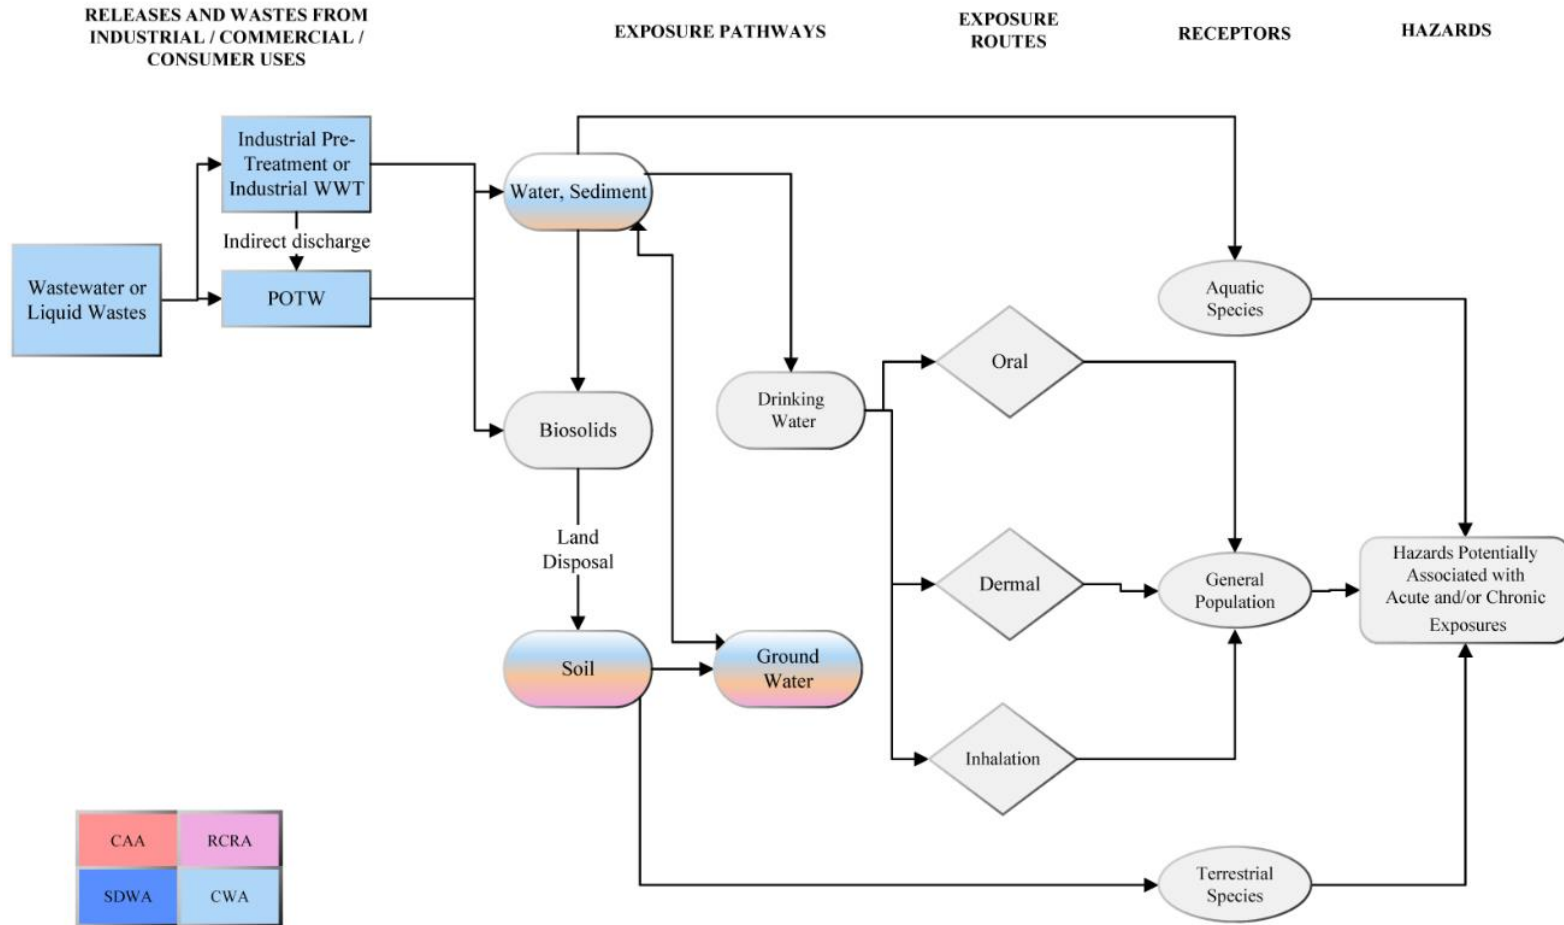 RELEASES AND WASTES FROM
INDUSTRIAL / COMMERCIAL /
CONSUMER USES
EXPOSURE PATHWAYS
EXPOSURE
ROUTES
RECEPTORS
HAZARDS
Industrial Pre-
Treatment or
Industrial WWT
Indirect discharge
Wastewater or
Liquid Wastes
POTW
Water, Sediment
Biosolids
Land
Disposal
Soil
Ground
Water
Drinking
Water
Oral
Dermal
Inhalation
Aquatic
Species
General
Population
Terrestrial
Species
Hazards Potentially
Associated with
Acute and/or Chronic
Exposures
CAA
RCRA
SDWA
CWA